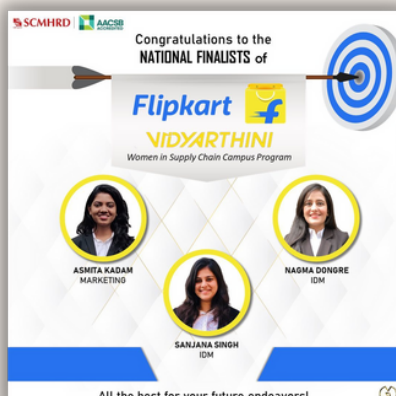 SCMHRD AACSB
ACCREDITED
Congratulations to the
NATIONAL FINALISTS of
Flipkart
VIDYARTHINI
Women in Supply Chain Campus Program
ASMITA KADAM
MARKETING
NAGMA DONGRE
IDM
SANJANA SINGH
IDM
All the best for your future endeavors!